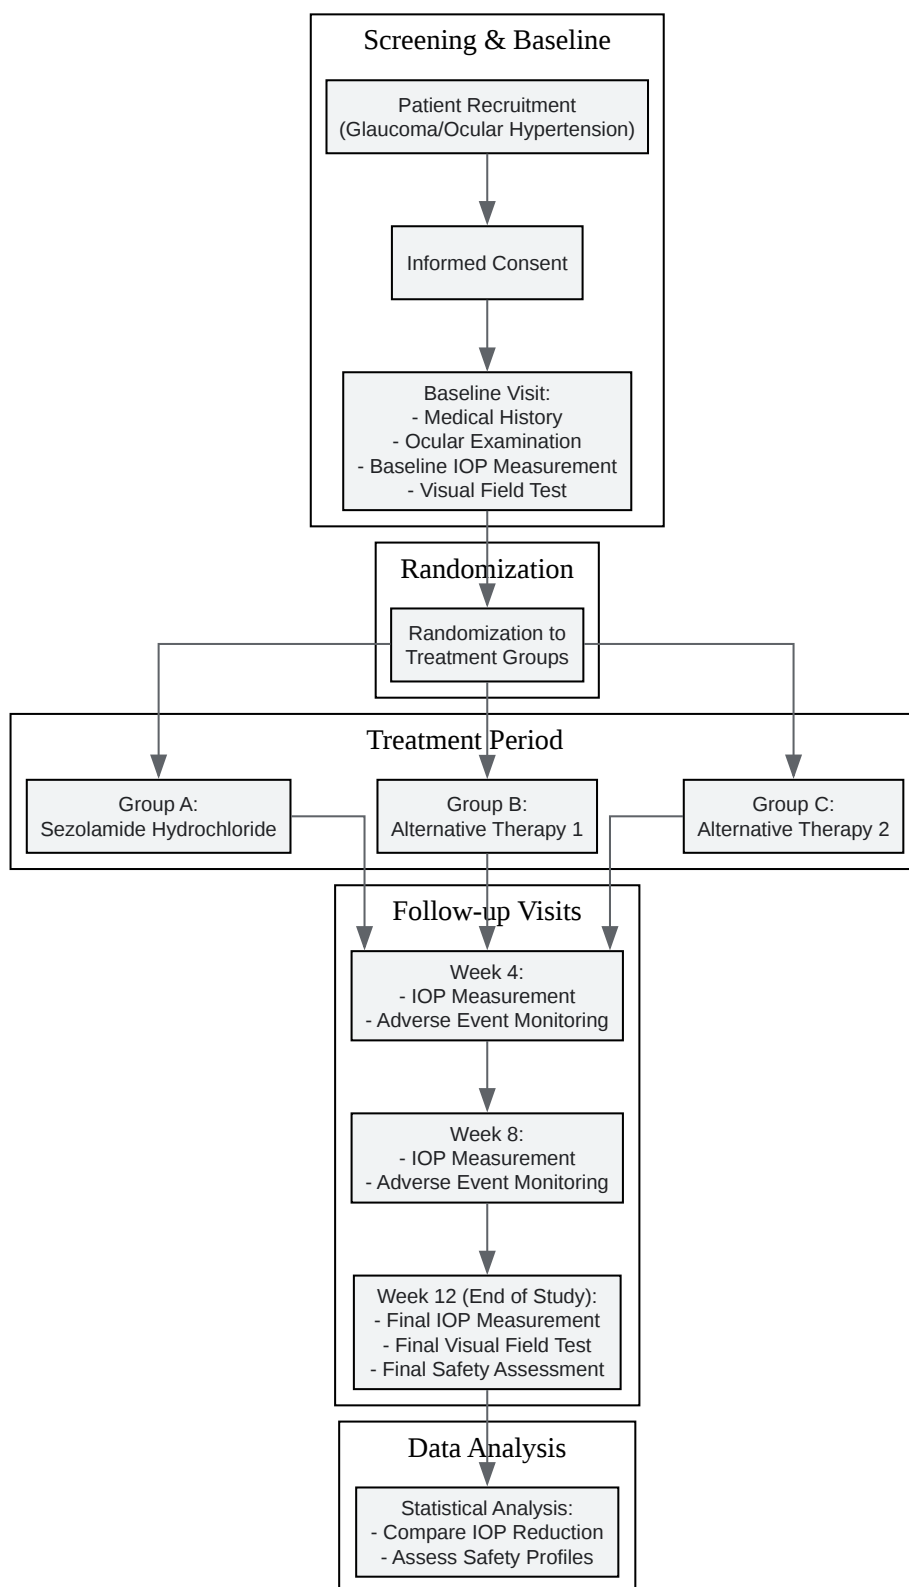 Screening & Baseline
Patient Recruitment
(Glaucoma/Ocular Hypertension)
Informed Consent
Baseline Visit:
- Medical History
- Ocular Examination
- Baseline IOP Measurement
- Visual Field Test
Randomization
Randomization to
Treatment Groups
Treatment Period
Group A:
Sezolamide Hydrochloride
Group B:
Alternative Therapy 1
Group C:
Alternative Therapy 2
Follow-up Visits
Week 4:
- IOP Measurement
- Adverse Event Monitoring
Week 8:
- IOP Measurement
- Adverse Event Monitoring
Week 12 (End of Study):
- Final IOP Measurement
- Final Visual Field Test
- Final Safety Assessment
Data Analysis
Statistical Analysis:
- Compare IOP Reduction
- Assess Safety Profiles